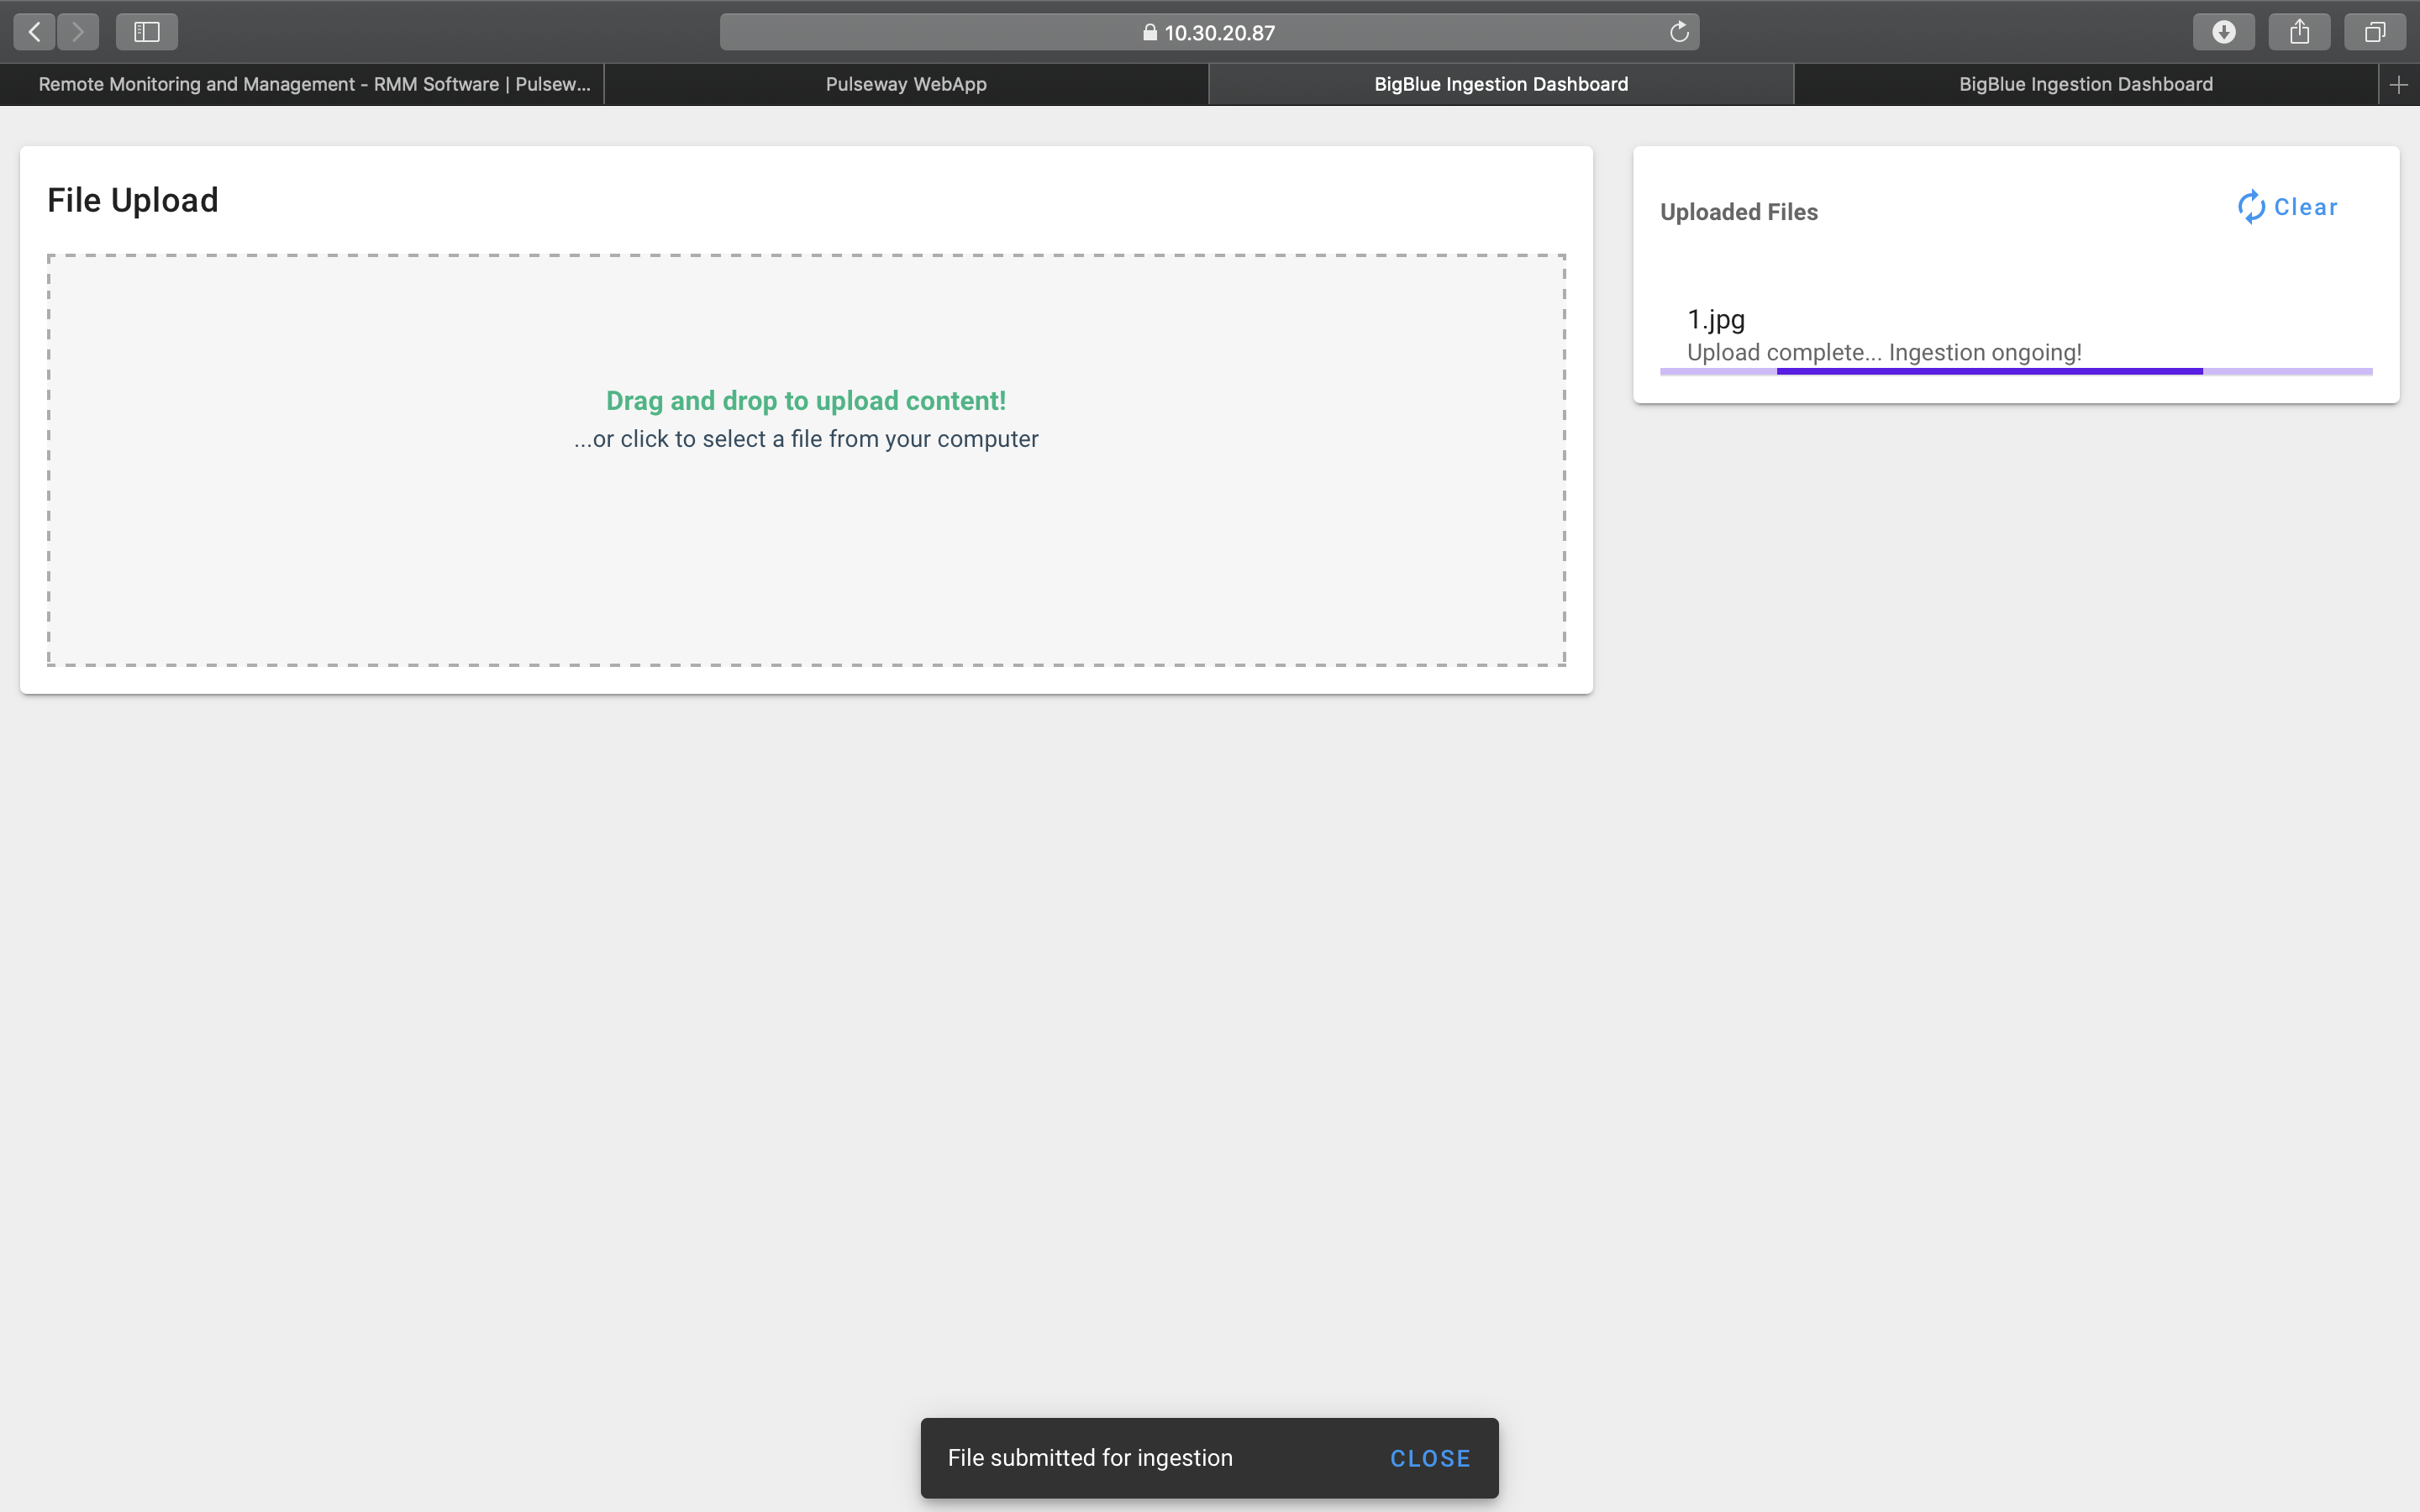 10.30.20.87
Remote Monitoring and Management - RMM Software | Pulsew...
Pulseway WebApp
BigBlue Ingestion Dashboard
BigBlue Ingestion Dashboard
File Upload
Drag and drop to upload content!
...or click to select a file from your computer
Uploaded Files
Clear
1.jpg
Upload complete... Ingestion ongoing!
File submitted for ingestion
CLOSE